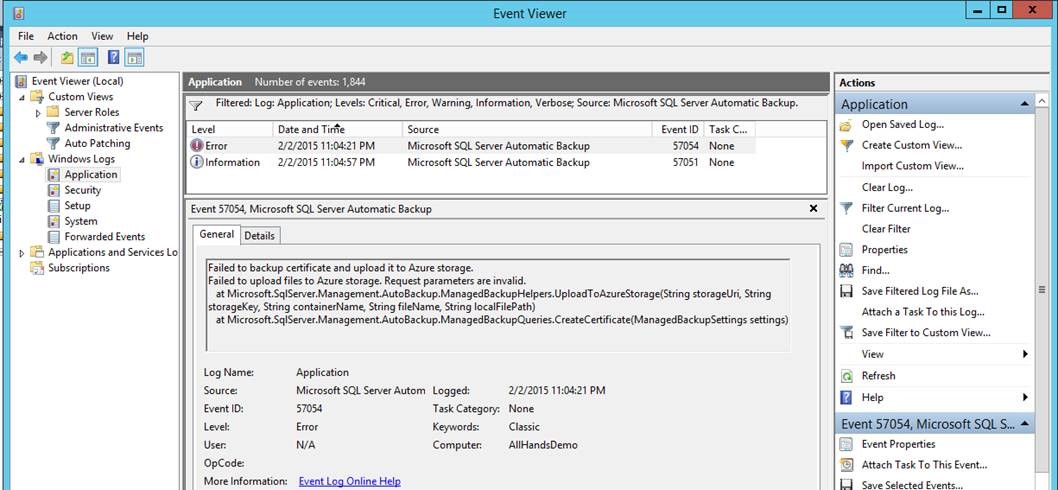 Event Viewer
File Action View Help
Event Viewer (Local)
Custom Views
Server Roles
Administrative Events
Auto Patching
Windows Logs
Application
Security
Setup
System
Forwarded Events
Applications and Services Lo
Subscriptions
Application Number of events: 1,844
Filtered: Log: Application; Levels: Critical, Error, Warning, Information, Verbose; Source: Microsoft SQL Server Automatic Backup.
Level Date and Time Source Event ID Task C...
Error 2/2/2015 11:04:21 PM Microsoft SQL Server Automatic Backup 57054 None
Information 2/2/2015 11:04:57 PM Microsoft SQL Server Automatic Backup 57051 None
Event 57054, Microsoft SQL Server Automatic Backup
General Details
Failed to backup certificate and upload it to Azure storage.
Failed to upload files to Azure storage. Request parameters are invalid.
at Microsoft.SqlServer.Management.AutoBackup.ManagedBackupHelpers.UploadToAzureStorage(String storageUri, String
storageKey, String containerName, String fileName, String localFilePath)
at Microsoft.SqlServer.Management.AutoBackup.ManagedBackupQueries.CreateCertificate(ManagedBackupSettings settings)
Log Name: Application
Source: Microsoft SQL Server Autom Logged: 2/2/2015 11:04:21 PM
Event ID: 57054 Task Category: None
Level: Error Keywords: Classic
User: N/A Computer: AllHandsDemo
OpCode:
More Information: Event Log Online Help
Actions
Application
Open Saved Log...
Create Custom View...
Import Custom View...
Clear Log...
Filter Current Log...
Clear Filter
Properties
Find...
Save Filtered Log File As...
Attach a Task To this Log...
Save Filter to Custom View...
View
Refresh
Help
Event 57054, Microsoft SQL S...
Event Properties
Attach Task To This Event...
Save Selected Events...